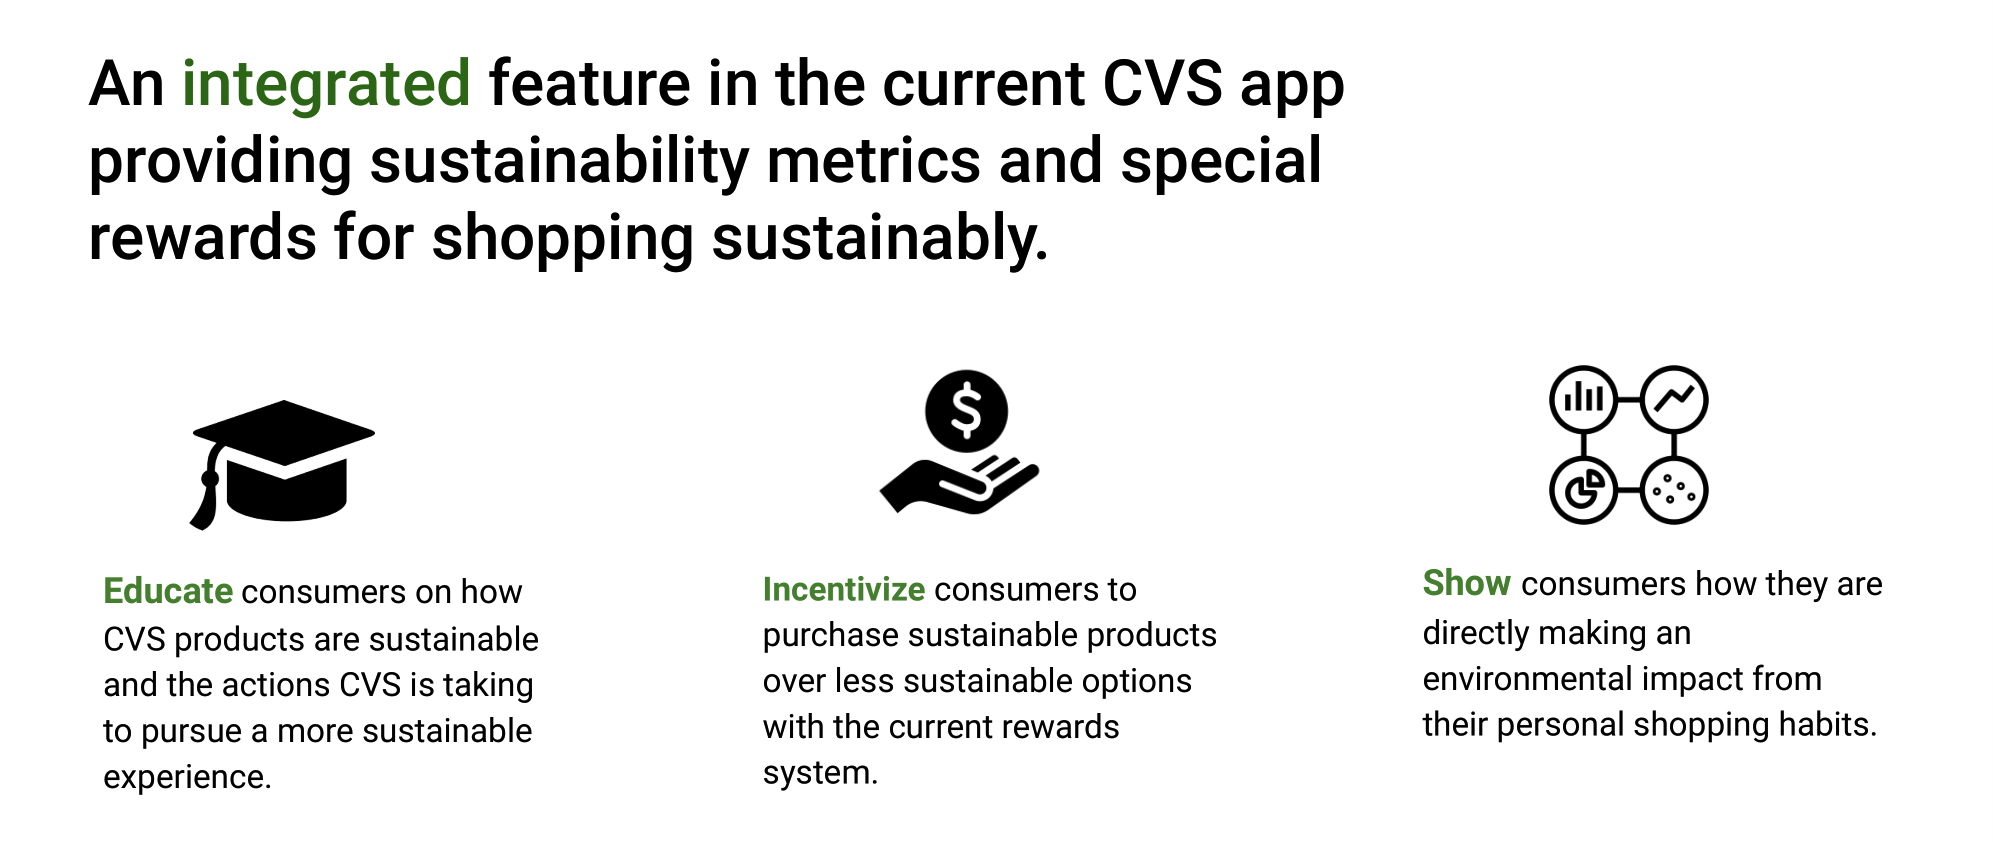 An integrated feature in the current CVS app
providing sustainability metrics and special
rewards for shopping sustainably.
$
Educate consumers on how
CVS products are sustainable
and the actions CVS is taking
to pursue a more sustainable
experience.
Incentivize consumers to
purchase sustainable products
over less sustainable options
with the current rewards
system.
Show consumers how they are
directly making an
environmental impact from
their personal shopping habits.